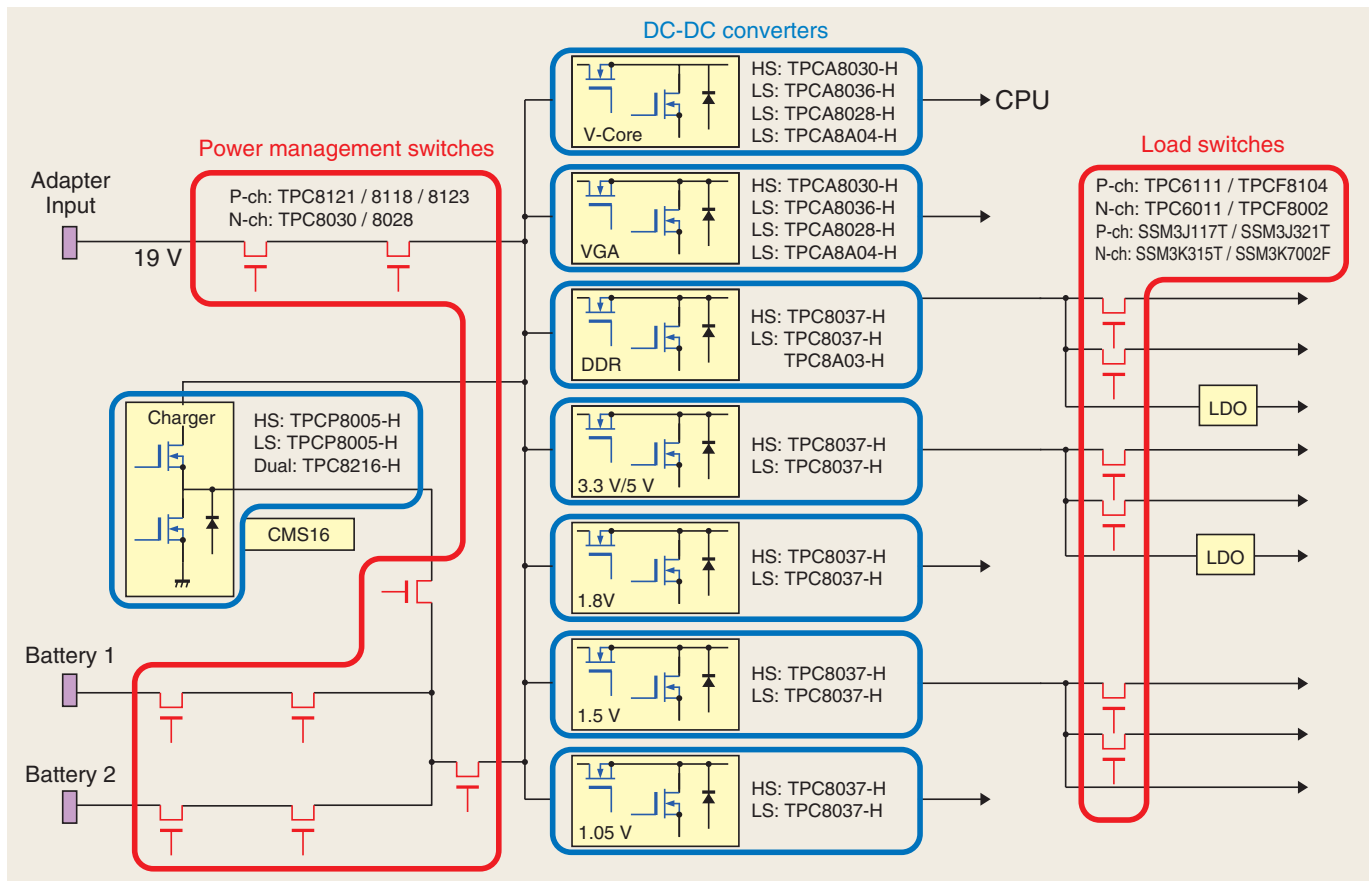 DC-DC converters
HS: TPCA8030-H
LS: TPCA8036-H
LS: TPCA8028-H
LS: TPCA8A04-H
V-Core
CPU
Power management switches
Load switches
Adapter
Input
19 V
P-ch: TPC8121 / 8118 / 8123
N-ch: TPC8030 / 8028
HS: TPCA8030-H
LS: TPCA8036-H
LS: TPCA8028-H
LS: TPCA8A04-H
VGA
P-ch: TPC6111 / TPCF8104
N-ch: TPC6011 / TPCF8002
P-ch: SSM3J117T / SSM3J321T
N-ch: SSM3K315T / SSM3K7002F
HS: TPC8037-H
LS: TPC8037-H
TPC8A03-H
DDR
LDO
Charger
HS: TPCP8005-H
LS: TPCP8005-H
Dual: TPC8216-H
CMS16
HS: TPC8037-H
LS: TPC8037-H
3.3 V/5 V
LDO
HS: TPC8037-H
LS: TPC8037-H
1.8V
Battery 1
HS: TPC8037-H
LS: TPC8037-H
1.5 V
Battery 2
HS: TPC8037-H
LS: TPC8037-H
1.05 V